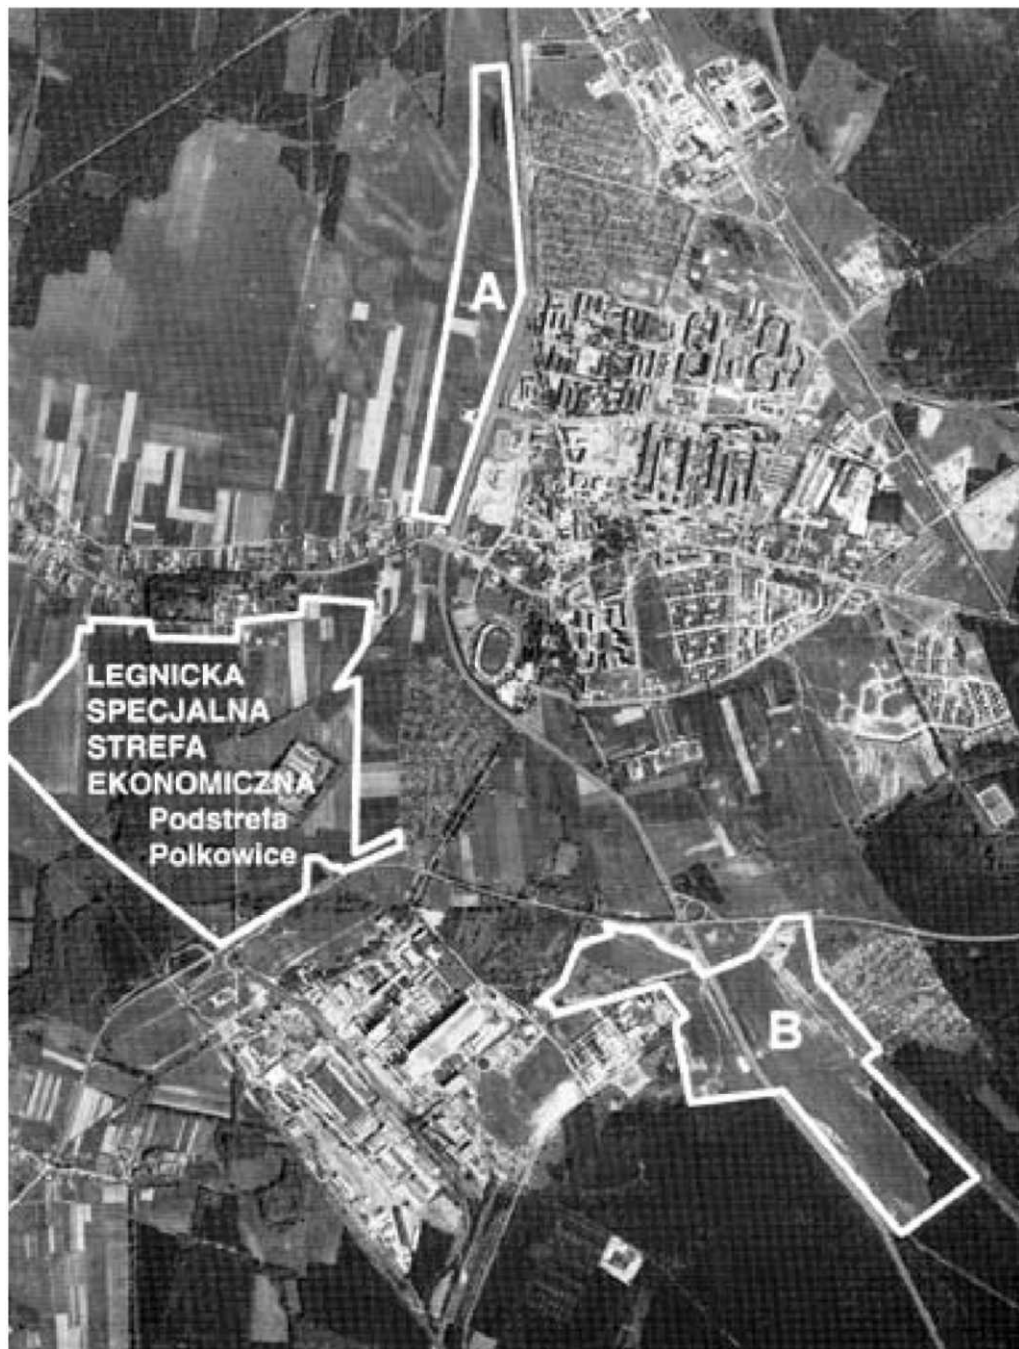 A
LEGNICKA
SPECJALNA
STREFA
EKONOMICZNA
Podstrefa
Polkowice
B